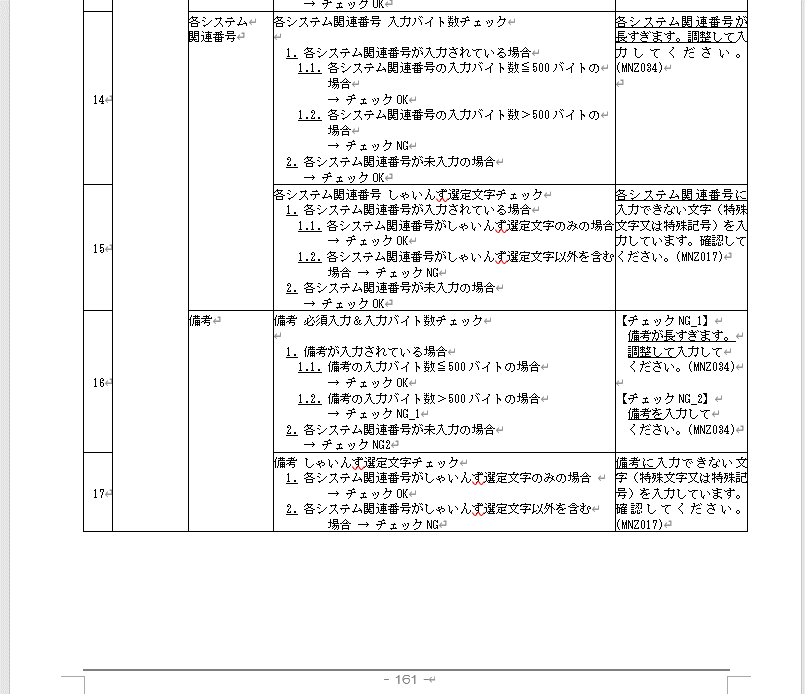 → チェック OK
14
各システム
関連番号
各システム関連番号 入力バイト数チェック
1. 各システム関連番号が入力されている場合
1.1. 各システム関連番号の入力バイト数≦500 バイトの
場合
→ チェック OK
1.2. 各システム関連番号の入力バイト数＞500 バイトの
場合
→ チェック NG
2. 各システム関連番号が未入力の場合
→ チェック OK
各システム関連番号が
長すぎます。調整して入
力してください。
(MNZ034)
15
各システム関連番号 しゃいんず選定文字チェック
1. 各システム関連番号が入力されている場合
1.1. 各システム関連番号がしゃいんず選定文字のみの場合
→ チェック OK
1.2. 各システム関連番号がしゃいんず選定文字以外を含む
場合 → チェック NG
2. 各システム関連番号が未入力の場合
→ チェック OK
各システム関連番号に
入力できない文字（特殊
文字又は特殊記号）を入
力しています。確認して
ください。(MNZ017)
16
備考
備考 必須入力＆入力バイト数チェック
1. 備考が入力されている場合
1.1. 備考の入力バイト数≦500 バイトの場合
→ チェック OK
1.2. 備考の入力バイト数＞500 バイトの場合
→ チェック NG_1
2. 各システム関連番号が未入力の場合
→ チェック NG2
【チェック NG_1】
備考が長すぎます。
調整して入力して
ください。(MNZ034)
【チェック NG_2】
備考を入力して
ください。(MNZ034)
17
備考 しゃいんず選定文字チェック
1. 各システム関連番号がしゃいんず選定文字のみの場合
→ チェック OK
2. 各システム関連番号がしゃいんず選定文字以外を含む
場合 → チェック NG
備考に入力できない文
字（特殊文字又は特殊記
号）を入力しています。
確認してください。
(MNZ017)
- 161 -